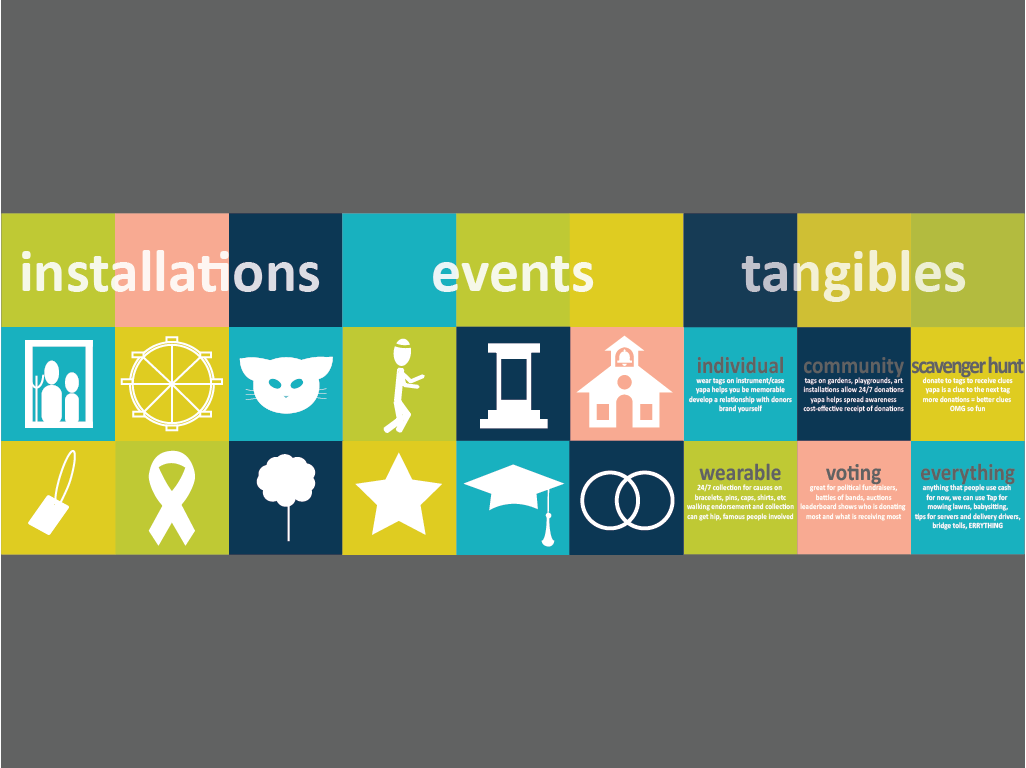 installations
events
tangibles
individual
wear tags on instrument/case
yapa helps you be memorable
develop a relationship with donors
brand yourself
community
tags on gardens, playgrounds, art
installations allow 24/7 donations
yapa helps spread awareness
cost-effective receipt of donations
scavenger hunt
donate to tags to receive clues
yapa is a clue to the next tag
more donations = better clues
OMG so fun
wearable
24/7 collection for causes on
bracelets, pins, caps, shirts, etc
walking endorsement and collection
can get hip, famous people involved
voting
great for political fundraisers,
battles of bands, auctions
leaderboard shows who is donating
most and what is receiving most
everything
anything that people use cash
for now, we can use Tap for
mowing lawns, babysitting,
tips for servers and delivery drivers,
bridge tolls, ERRYTHING